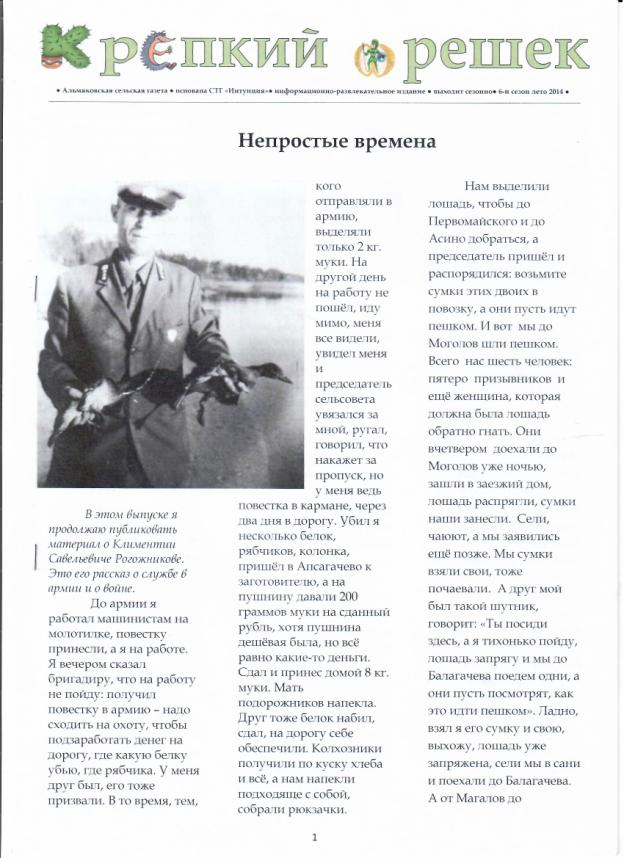 Крепкий Орешек
• Альмяковская сельская газета • основана СТГ «Интуиция»• информационно-развлекательное издание • выходит сезонно• 6-й сезон лето 2014 •
Непростые времена
В этом выпуске я
продолжаю публиковать
материал о Климентии
Савельевиче Рогожникове.
Это его рассказ о службе в
армии и о войне.
До армии я
работал машинистам на
молотилке, повестку
принесли, а я на работе.
Я вечером сказал
бригадиру, что на работу
не пойду: получил
повестку в армию – надо
сходить на охоту, чтобы
подзаработать денег на
дорогу, где какую белку
убью, где рябчика. У меня
друг был, его тоже
призвали. В то время, тем,
кого
отправляли в
армию,
выделяли
только 2 кг.
муки. На
другой день
на работу не
пошёл, иду
мимо, меня
все видели,
увидел меня
и
председатель
сельсовета
увязался за
мной, ругал,
говорил, что
накажет за
пропуск, но
у меня ведь
повестка в кармане, через
два дня в дорогу. Убил я
несколько белок,
рябчиков, колонка,
пришёл в Апсагачево к
заготовителю, а на
пушнину давали 200
граммов муки на сданный
рубль, хотя пушнина
дешёвая была, но всё
равно какие-то деньги.
Сдал и принес домой 8 кг.
муки. Мать
подорожников напекла.
Друг тоже белок набил,
сдал, на дорогу себе
обеспечили. Колхозники
получили по куску хлеба
и всё, а нам напекли
подходяще с собой,
собрали рюкзачки.
Нам выделили
лошадь, чтобы до
Первомайского и до
Асино добраться, а
председатель пришёл и
распорядился: возьмите
сумки этих двоих в
повозку, а они пусть идут
пешком. И вот мы до
Моголов шли пешком.
Всего нас шесть человек:
пятеро призывников и
ещё женщина, которая
должна была лошадь
обратно гнать. Они
вчетвером доехали до
Моголов уже ночью,
зашли в заезжий дом,
лошадь распрягли, сумки
наши занесли. Сели,
чаюют, а мы заявились
ещё позже. Мы сумки
взяли свои, тоже
почаевали. А друг мой
был такой шутник,
говорит: «Ты посиди
здесь, а я тихонько пойду,
лошадь запрягу и мы до
Балагачева поедем одни, а
они пусть посмотрят, как
это идти пешком». Ладно,
взял я его сумку и свою,
выхожу, лошадь уже
запряжена, сели мы в сани
и поехали до Балагачева.
А от Магалов до
1